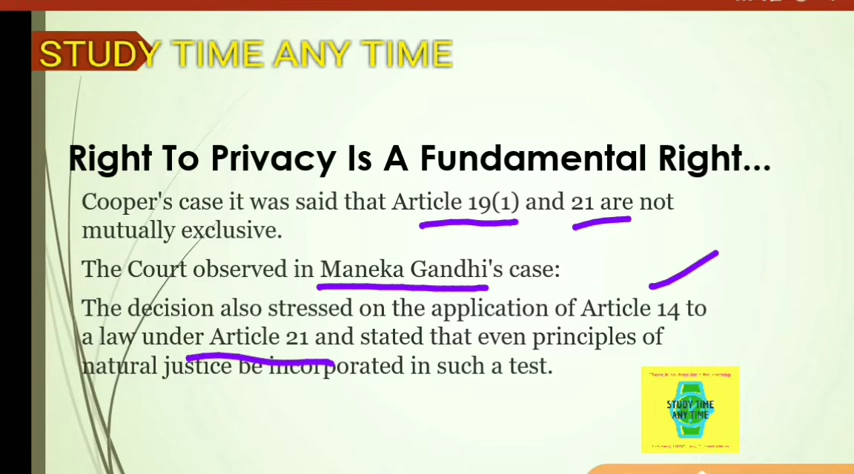 STUDY TIME ANY TIME
Right To Privacy Is A Fundamental Right...
Cooper's case it was said that Article 19(1) and 21 are not
mutually exclusive.
The Court observed in Maneka Gandhi's case:
The decision also stressed on the application of Article 14 to
a law under Article 21 and stated that even principles of
natural justice be incorporated in such a test.
STUDY TIME
ANY TIME